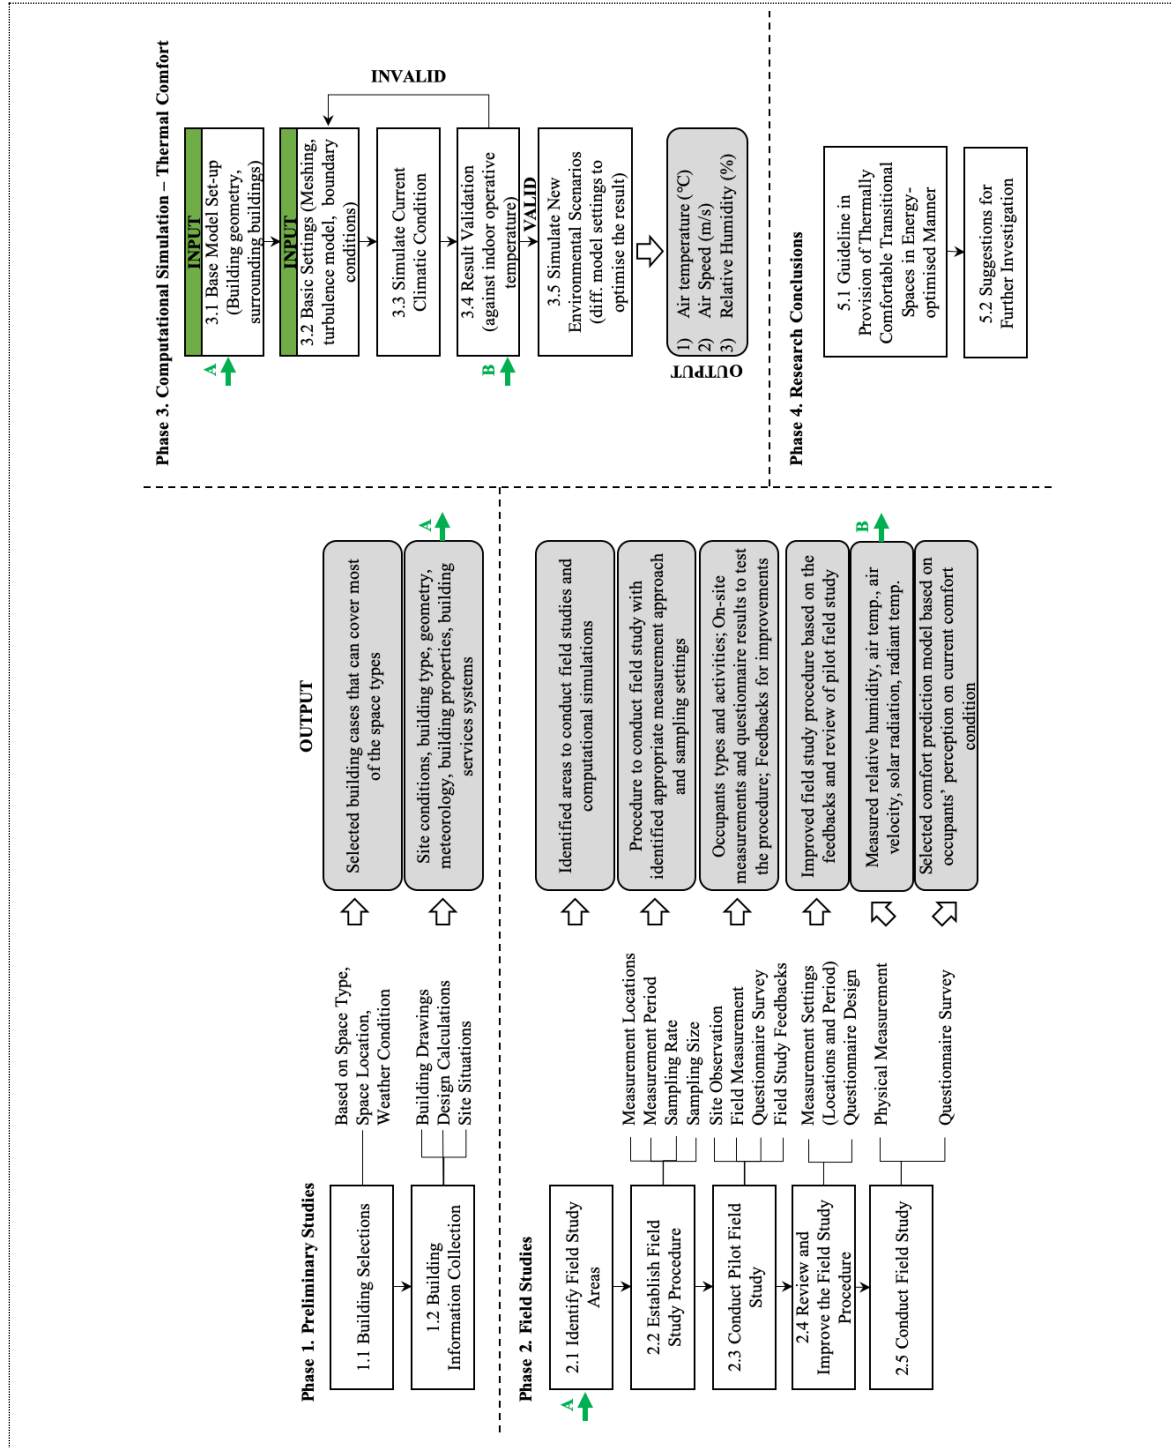 Phase 1. Preliminary Studies
OUTPUT
1.1 Building Selections
Based on Space Type,
Space Location,
Weather Condition
Selected building cases that can cover most
of the space types
1.2 Building
Information Collection
Building Drawings
Design Calculations
Site Situations
Site conditions, building type, geometry,
meteorology, building properties, building
services systems
A
Phase 2. Field Studies
A
2.1 Identify Field Study
Areas
Identified areas to conduct field studies and
computational simulations
2.2 Establish Field
Study Procedure
Measurement Locations
Measurement Period
Sampling Rate
Sampling Size
Procedure to conduct field study with
identified appropriate measurement approach
and sampling settings
2.3 Conduct Pilot Field
Study
Site Observation
Field Measurement
Questionnaire Survey
Field Study Feedbacks
Occupants types and activities; On-site
measurements and questionnaire results to test
the procedure; Feedbacks for improvements
2.4 Review and
Improve the Field Study
Procedure
Measurement Settings
(Locations and Period)
Questionnaire Design
Improved field study procedure based on the
feedbacks and review of pilot field study
2.5 Conduct Field Study
Physical Measurement
Questionnaire Survey
Measured relative humidity, air temp., air
velocity, solar radiation, radiant temp.
B
Selected comfort prediction model based on
occupants' perception on current comfort
condition
Phase 3. Computational Simulation – Thermal Comfort
INPUT
A
3.1 Base Model Set-up
(Building geometry,
surrounding buildings)
INPUT
3.2 Basic Settings (Meshing,
turbulence model, boundary
conditions)
INVALID
3.3 Simulate Current
Climatic Condition
B
3.4 Result Validation
(against indoor operative
temperature)
VALID
3.5 Simulate New
Environmental Scenarios
(diff. model settings to
optimise the result)
OUTPUT
1) Air temperature (°C)
2) Air Speed (m/s)
3) Relative Humidity (%)
Phase 4. Research Conclusions
5.1 Guideline in
Provision of Thermally
Comfortable Transitional
Spaces in Energy-
optimised Manner
5.2 Suggestions for
Further Investigation